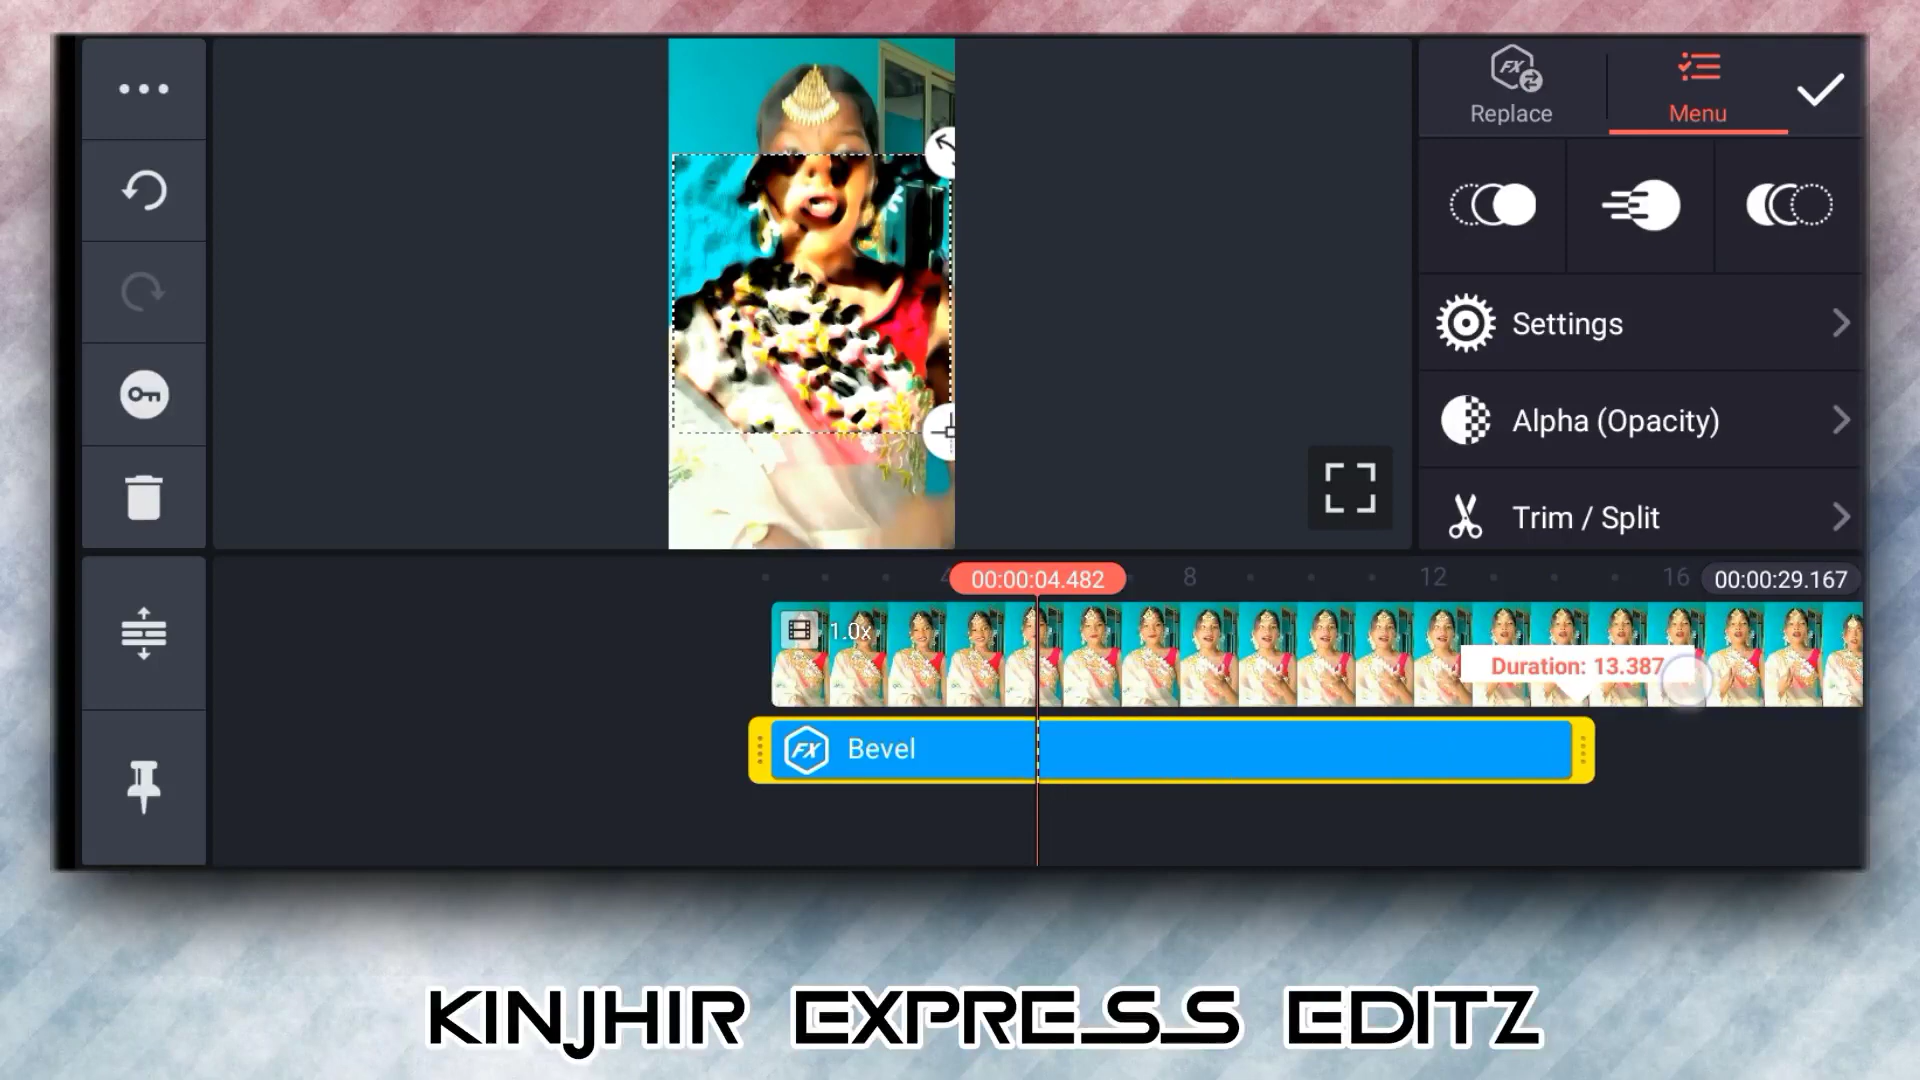 Replace
Menu
Settings
Alpha (Opacity)
Trim / Split
4
00:00:04.482
8
12
16
00:00:29.167
1.0x
Duration: 13.387
FX
Bevel
KINJHIR EXPRESS EDITZ